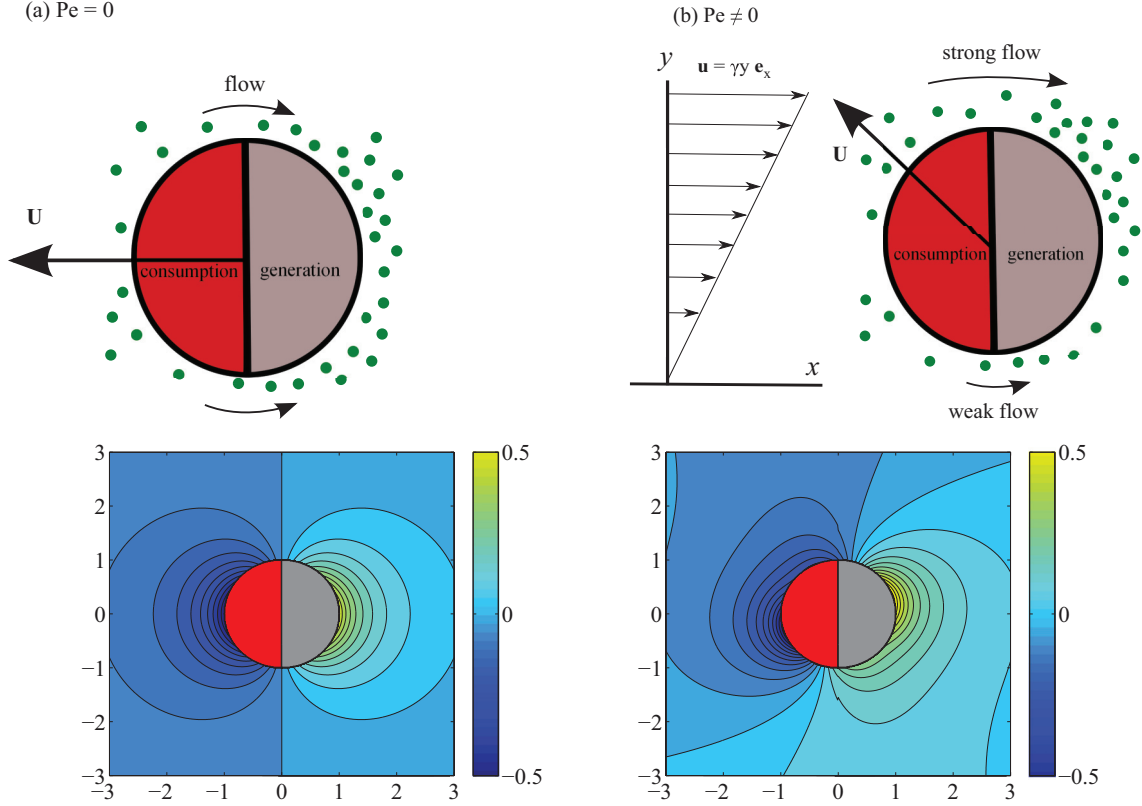 (a) Pe = 0
flow
U
consumption
generation
3
2
1
0
−1
−2
−3
−3
−2
−1
0
1
2
3
0.5
0
−0.5
(b) Pe ≠ 0
y
u = γy eₓ
x
strong flow
U
consumption
generation
weak flow
3
2
1
0
−1
−2
−3
−3
−2
−1
0
1
2
3
0.5
0
−0.5